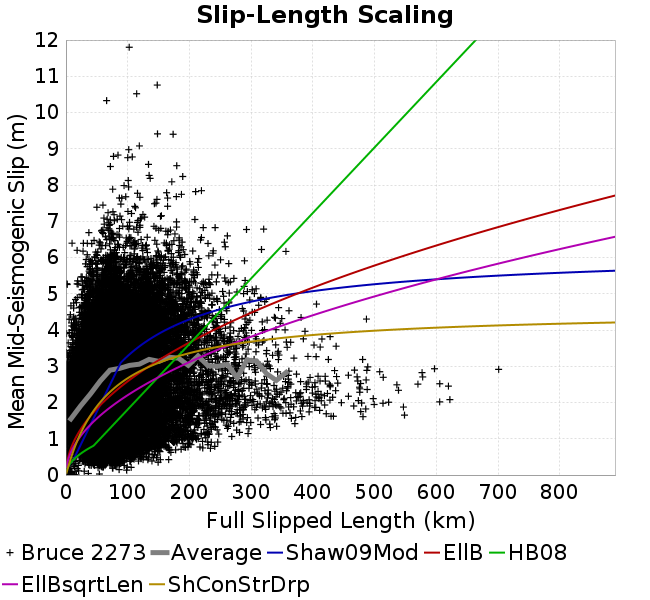 Slip-Length Scaling
Mean Mid-Seismogenic Slip (m)
12
11
10
9
8
7
6
5
4
3
2
1
0
0 100 200 300 400 500 600 700 800
Full Slipped Length (km)
Bruce 2273 Average Shaw09Mod EllB HB08
EllBsqrtLen ShConStrDrp